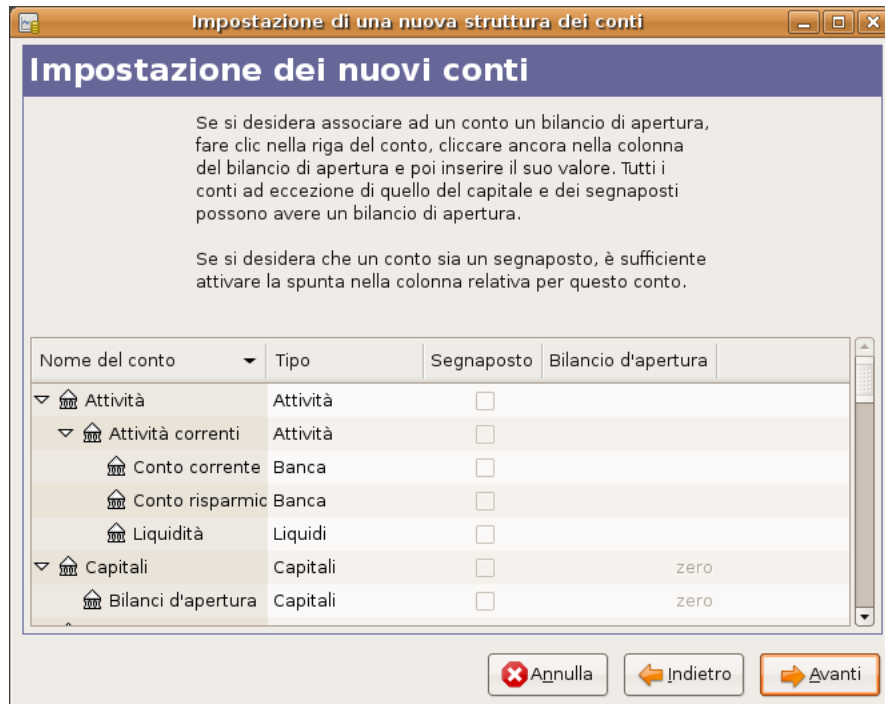 Impostazione di una nuova struttura dei conti
Impostazione dei nuovi conti
Se si desidera associare ad un conto un bilancio di apertura,
fare clic nella riga del conto, cliccare ancora nella colonna
del bilancio di apertura e poi inserire il suo valore. Tutti i
conti ad eccezione di quello del capitale e dei segnaposti
possono avere un bilancio di apertura.
Se si desidera che un conto sia un segnaposto, è sufficiente
attivare la spunta nella colonna relativa per questo conto.
Nome del conto Tipo Segnaposto Bilancio d'apertura
Attività Attività
Attività correnti Attività
Conto corrente Banca
Conto risparmio Banca
Liquidità Liquidi
Capitali Capitali zero
Bilanci d'apertura Capitali zero
Annulla Indietro Avanti